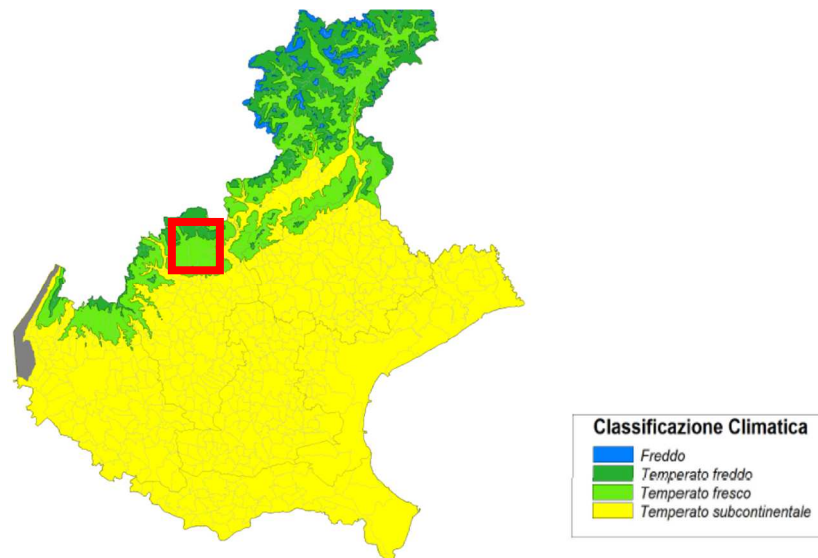 Classificazione Climatica
Freddo
Temperato freddo
Temperato fresco
Temperato subcontinentale